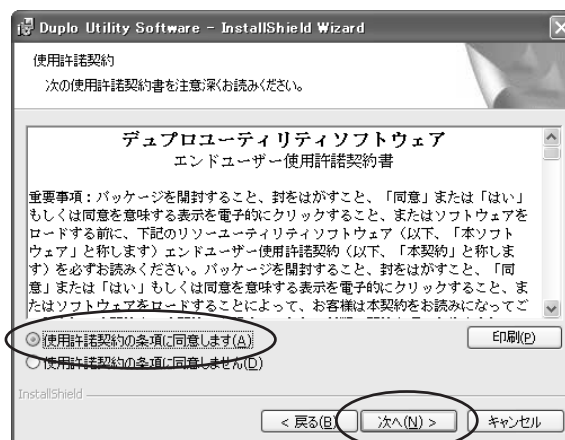 Duplo Utility Software - InstallShield Wizard
使用許諾契約
次の使用許諾契約書を注意深くお読みください。
デュプロユーティリティソフトウェア
エンドユーザー使用許諾契約書
重要事項：パッケージを開封すること、封をはがすこと、「同意」または「はい」
もしくは同意を意味する表示を電子的にクリックすること、またはソフトウェアを
ロードする前に、下記のリソーユーティリティソフトウェア（以下、「本ソフト
ウェア」と称します）エンドユーザー使用許諾契約（以下、「本契約」と称しま
す）を必ずお読みください。パッケージを開封すること、封をはがすこと、「同
意」または「はい」もしくは同意を意味する表示を電子的にクリックすること、ま
たはソフトウェアをロードすることによって、お客様は本契約をお読みになってご
使用許諾契約の条項に同意します(A)
印刷(P)
使用許諾契約の条項に同意しません(D)
InstallShield
< 戻る(B)
次へ(N) >
キャンセル